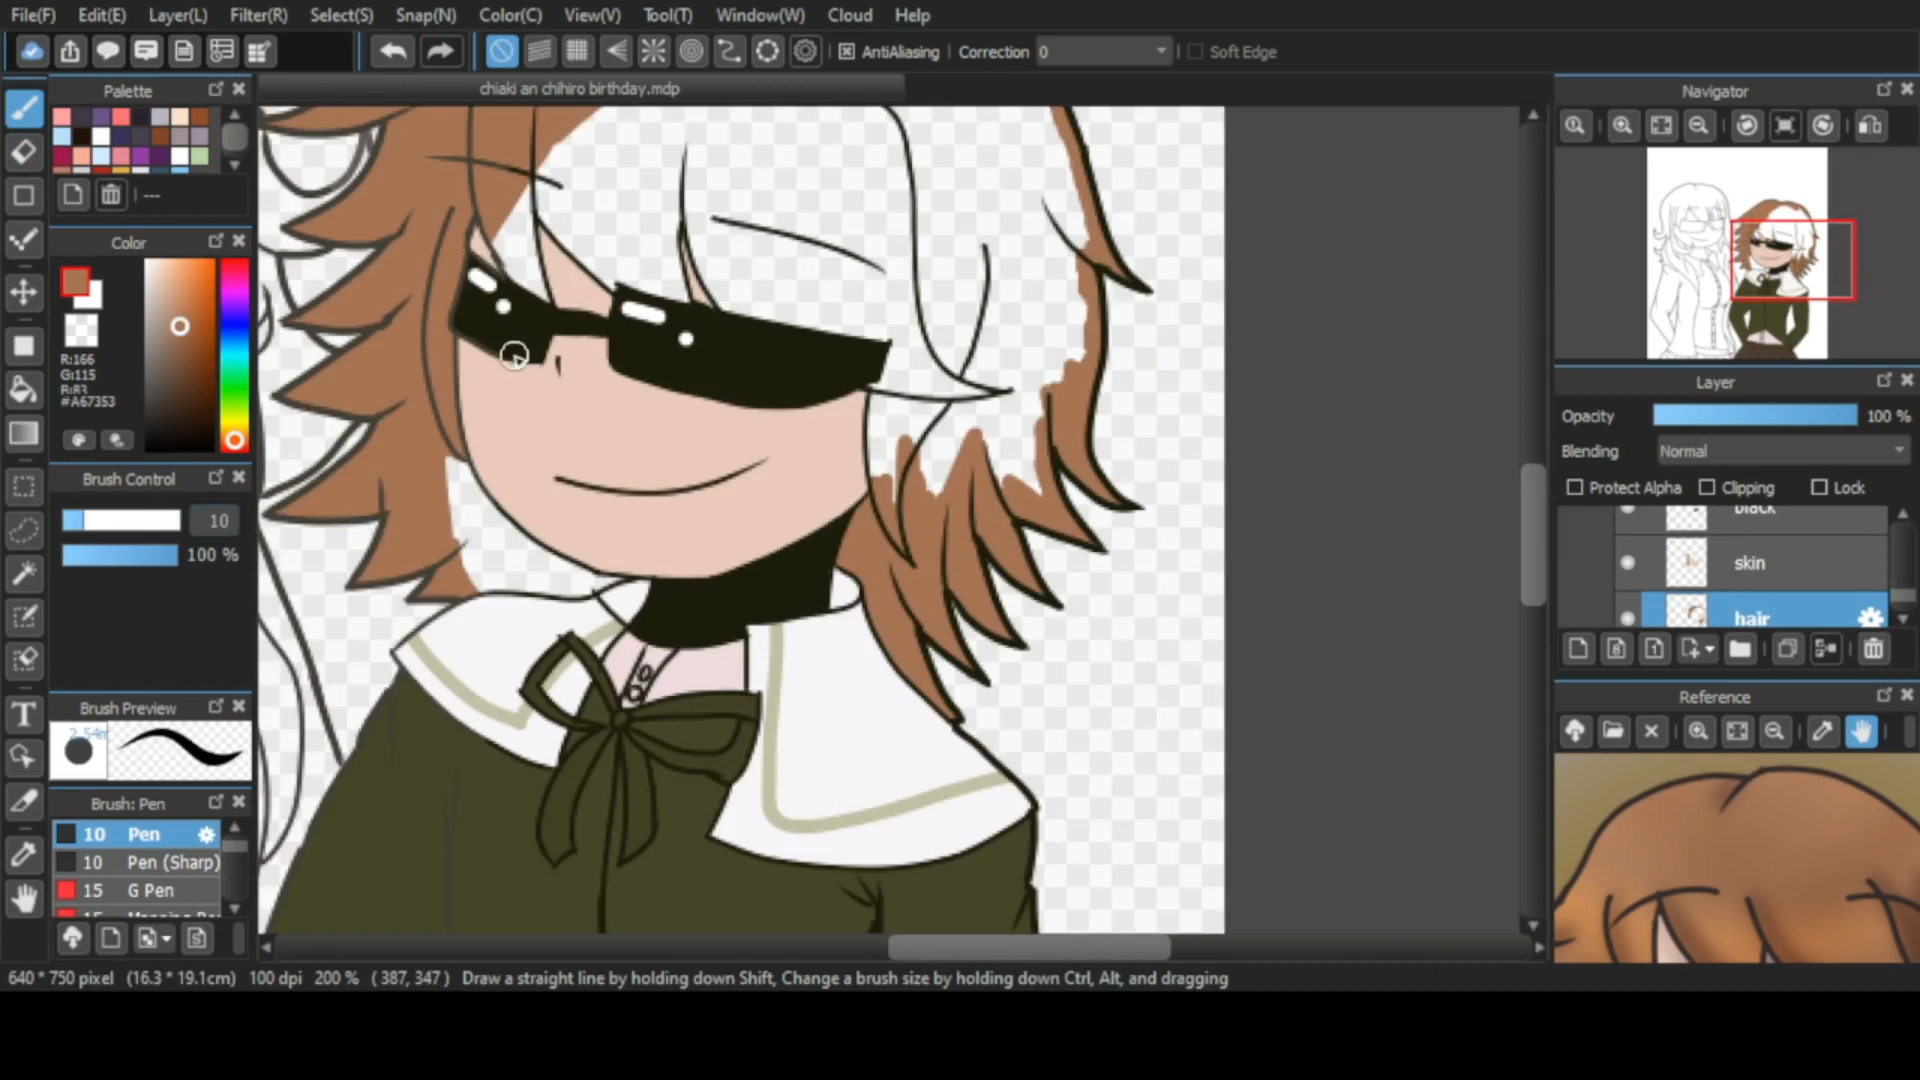 File(F) Edit(E) Layer(L) Filter(R) Select(S) Snap(N) Color(C) View(V) Tool(T) Window(W) Cloud Help
AntiAliasing Correction 0 Soft Edge
Palette
chiaki an chihiro birthday.mdp
Navigator
---
Color
R:166
G:115
B:83
#A67353
Layer
Opacity 100 %
Blending Normal
Protect Alpha Clipping Lock
black
skin
hair
Brush Control
10
100 %
Brush Preview
Reference
Brush: Pen
10 Pen
10 Pen (Sharp)
15 G Pen
15
640 * 750 pixel (16.3 * 19.1cm) 100 dpi 200 % ( 387, 347 ) Draw a straight line by holding down Shift, Change a brush size by holding down Ctrl, Alt, and dragging